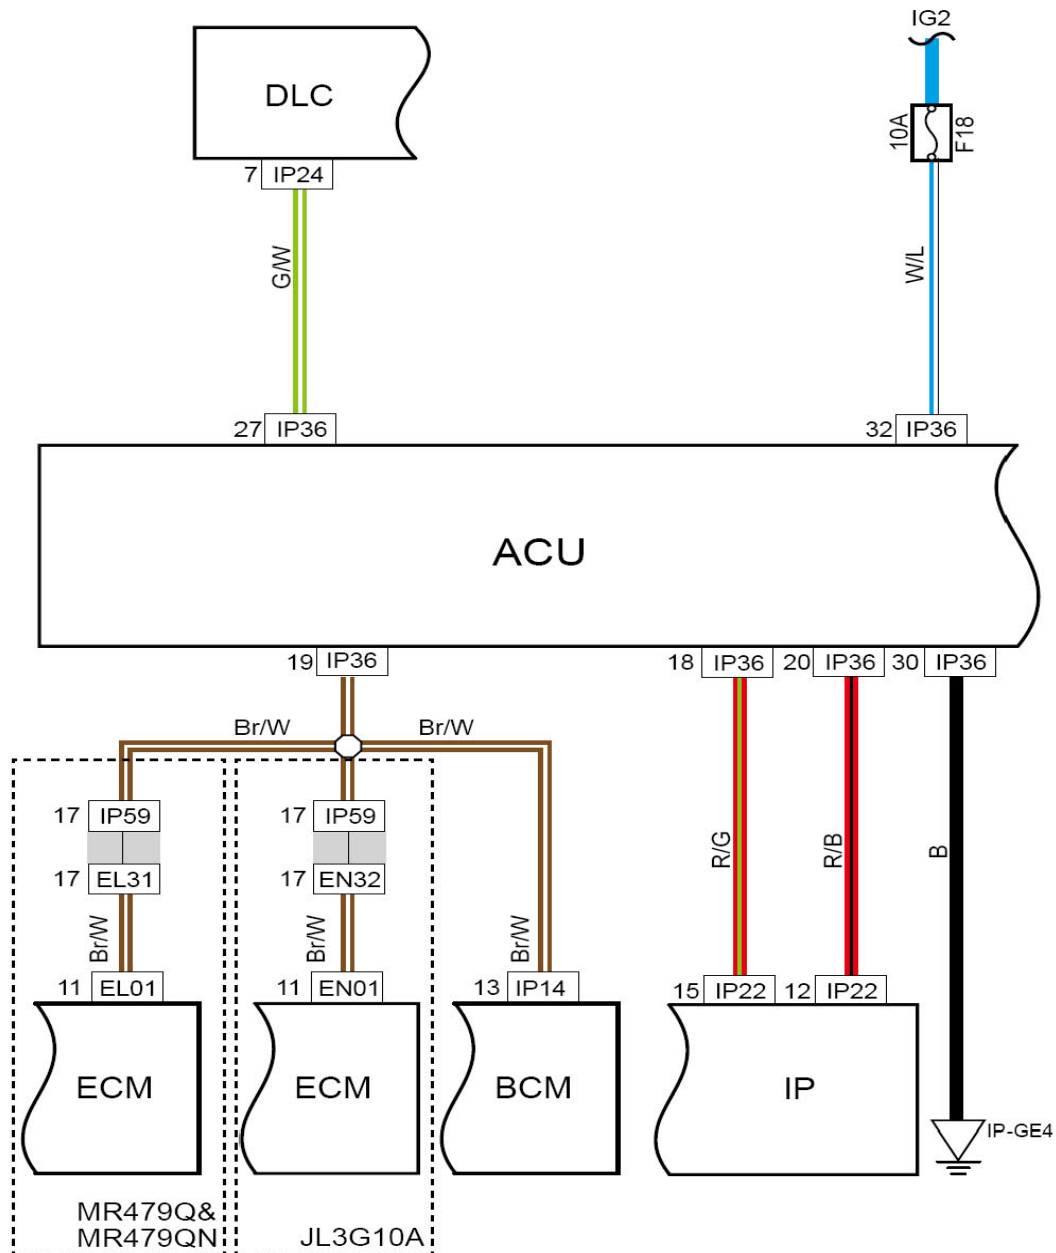 IG2
DLC
10A
F18
7 IP24
G/W
W/L
27 IP36
32 IP36
ACU
19 IP36
18 IP36
20 IP36
30 IP36
Br/W
Br/W
17 IP59
17 IP59
R/G
R/B
B
17 EL31
17 EN32
Br/W
Br/W
Br/W
11 EL01
11 EN01
13 IP14
15 IP22
12 IP22
ECM
ECM
BCM
IP
IP-GE4
MR479Q&
MR479QN
JL3G10A